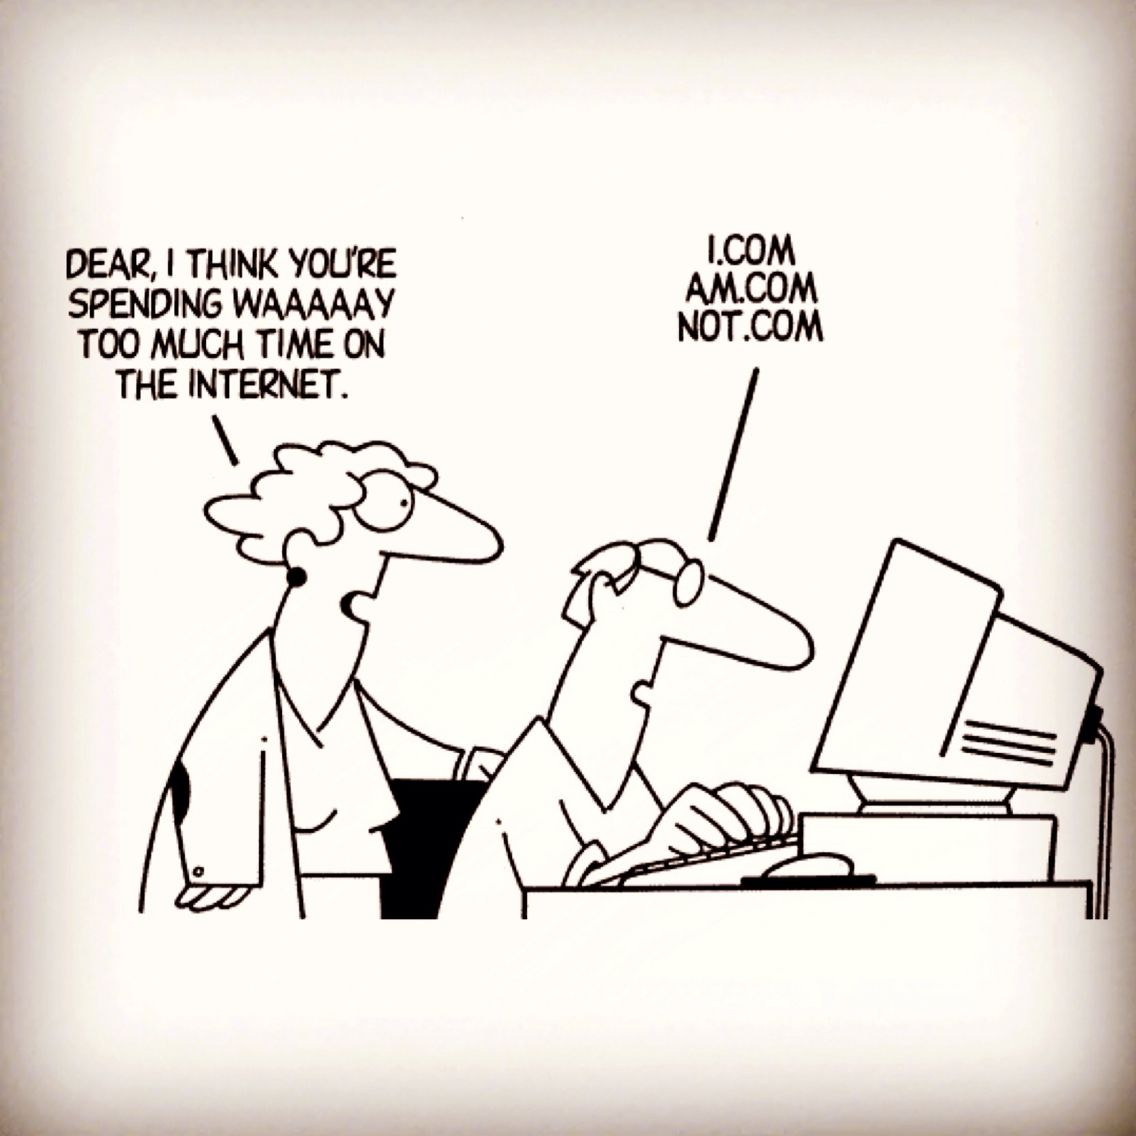 DEAR, I THINK YOU'RE
SPENDING WAAAAAY
TOO MUCH TIME ON
THE INTERNET.
I.COM
AM.COM
NOT.COM